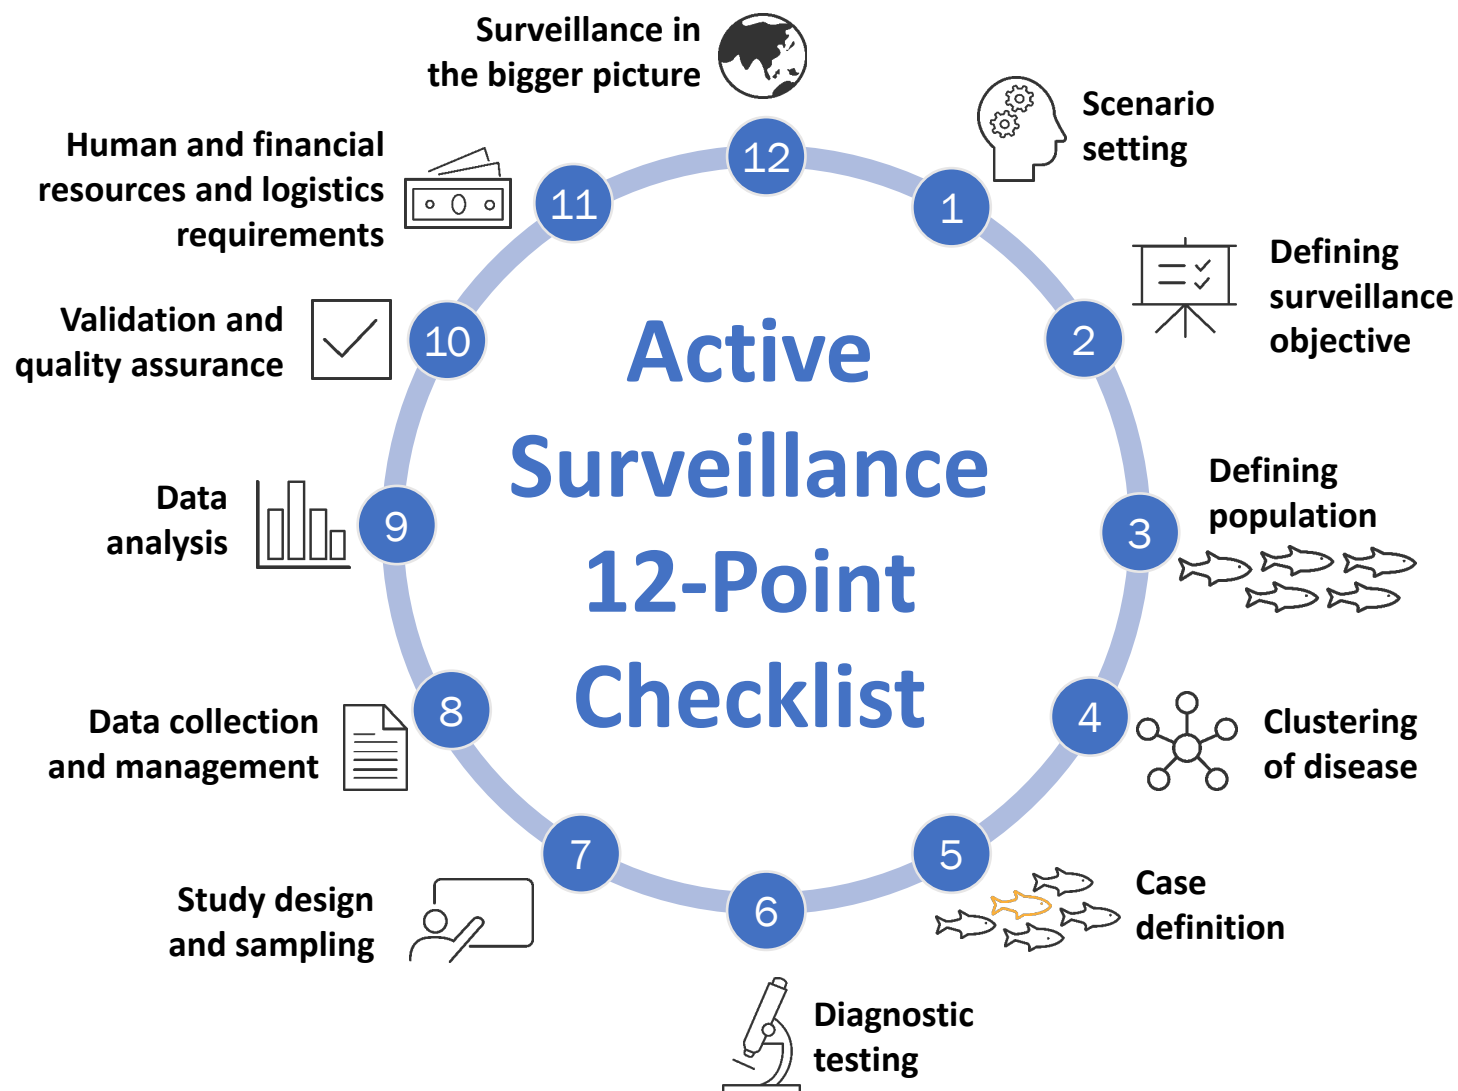 Active
Surveillance
12-Point
Checklist
1
Scenario
setting
2
Defining
surveillance
objective
3
Defining
population
4
Clustering
of disease
5
Case
definition
6
Diagnostic
testing
7
Study design
and sampling
8
Data collection
and management
9
Data
analysis
10
Validation and
quality assurance
11
Human and financial
resources and logistics
requirements
12
Surveillance in
the bigger picture